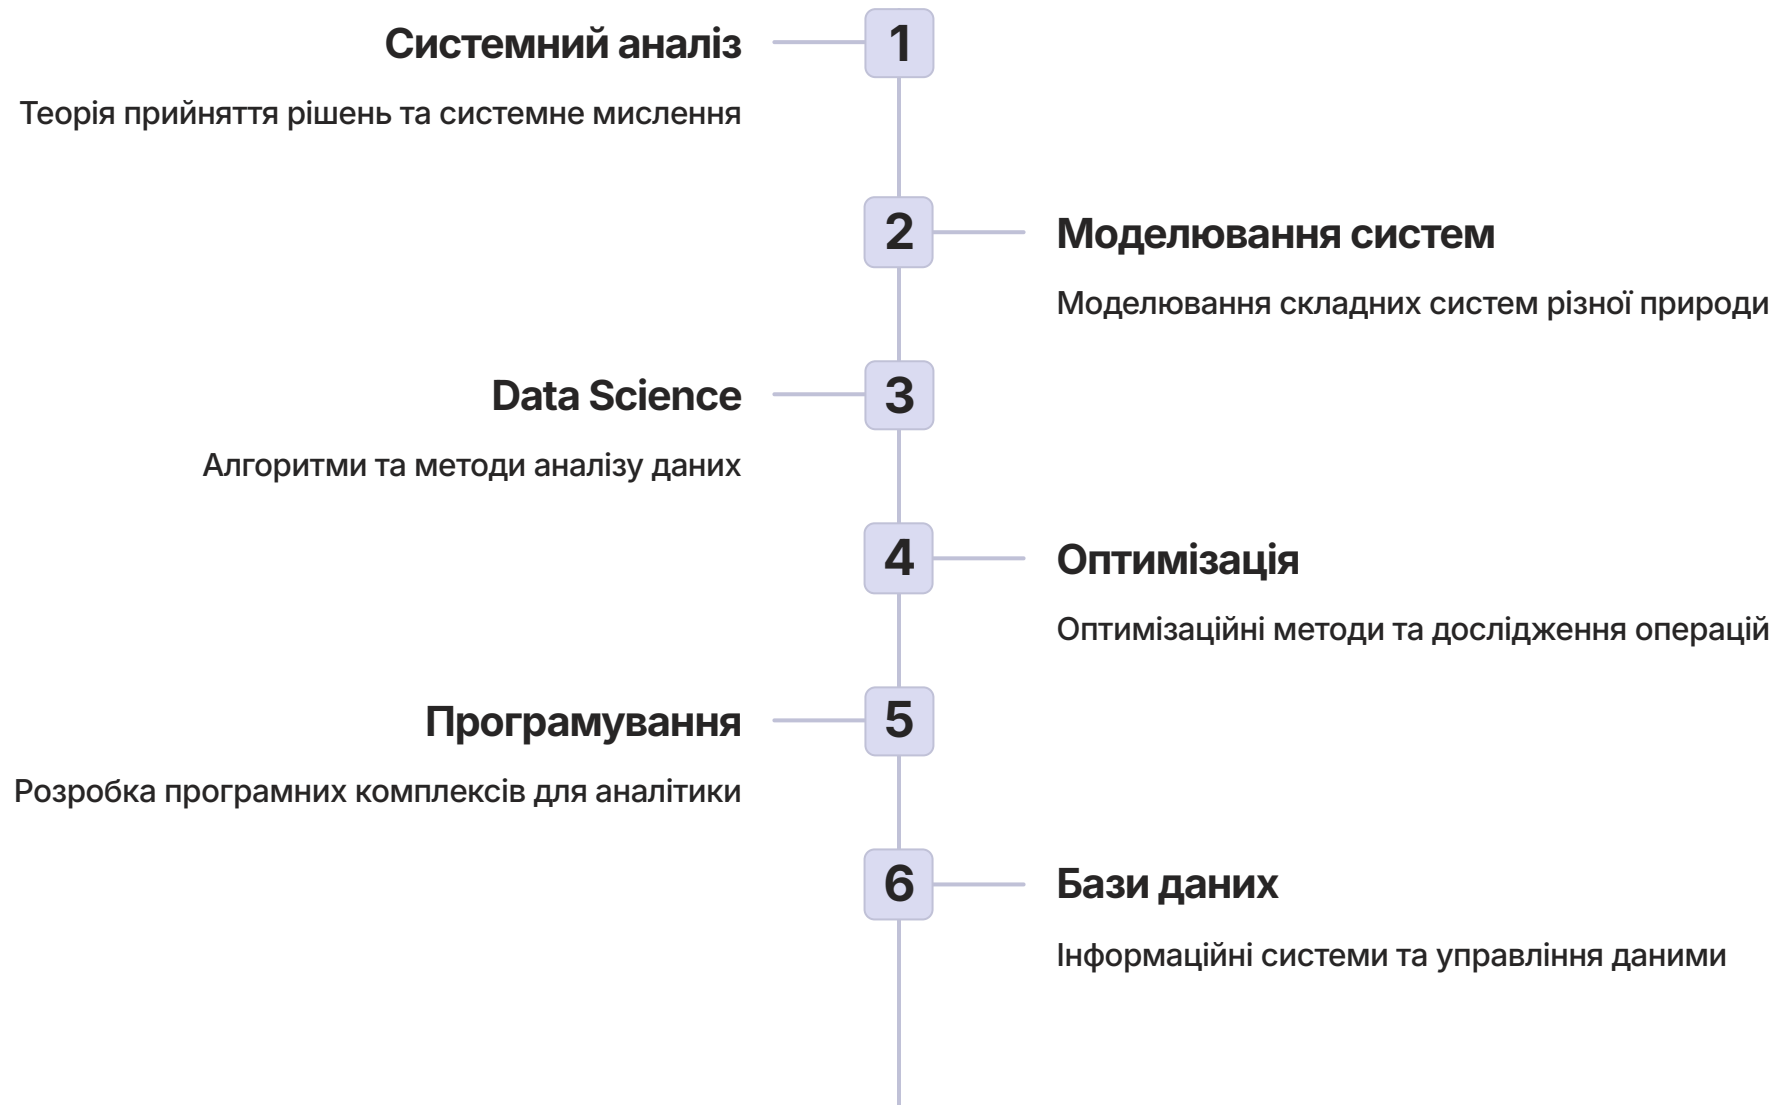 1
Системний аналіз
Теорія прийняття рішень та системне мислення
2
Моделювання систем
Моделювання складних систем різної природи
3
Data Science
Алгоритми та методи аналізу даних
4
Оптимізація
Оптимізаційні методи та дослідження операцій
5
Програмування
Розробка програмних комплексів для аналітики
6
Бази даних
Інформаційні системи та управління даними